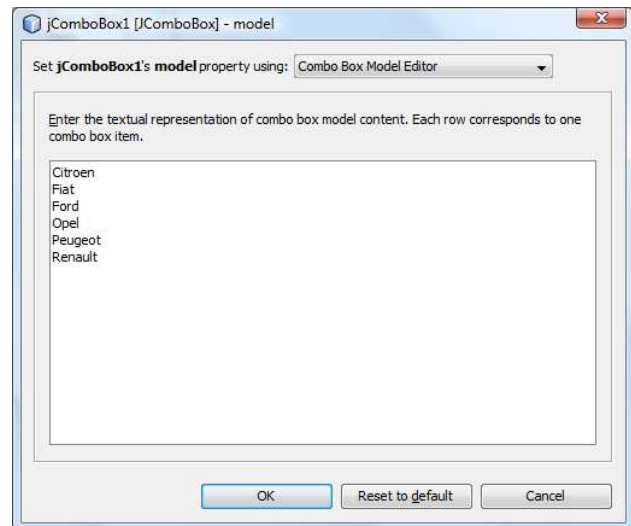 jComboBox1 [JComboBox] - model
Set jComboBox1's model property using: Combo Box Model Editor
Enter the textual representation of combo box model content. Each row corresponds to one
combo box item.
Citroen
Fiat
Ford
Opel
Peugeot
Renault
OK Reset to default Cancel